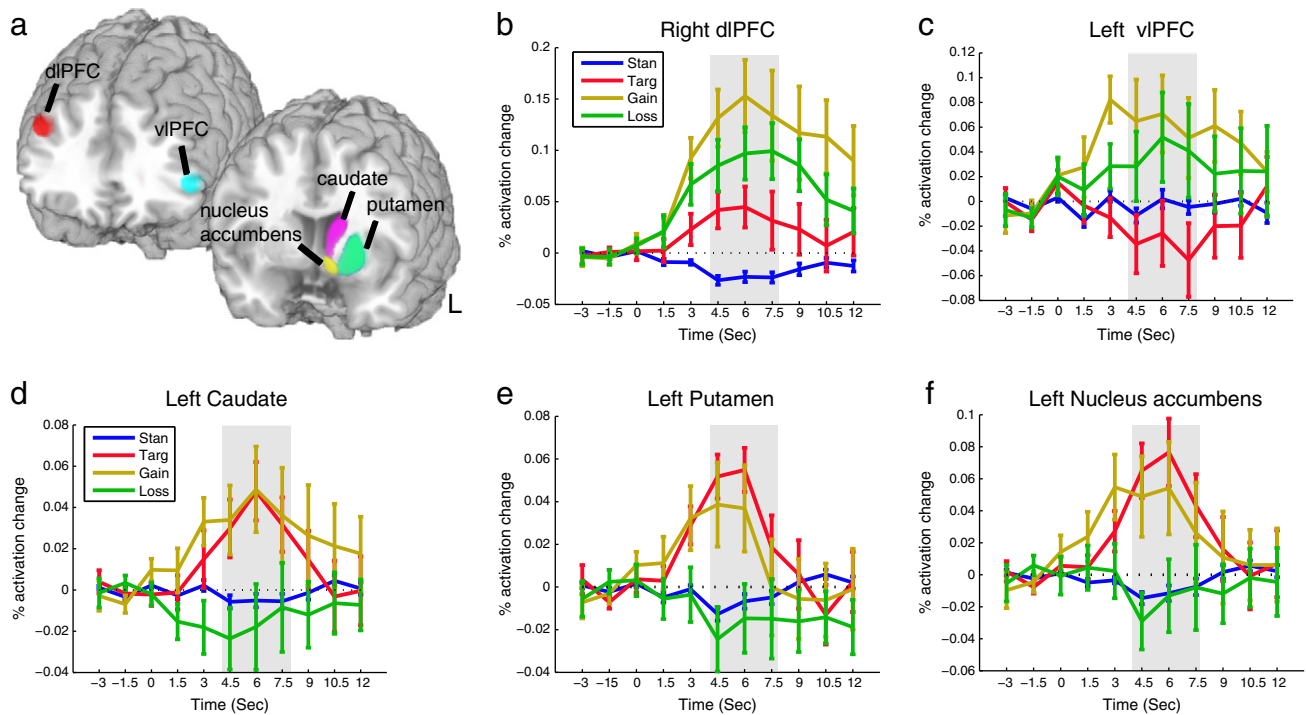 a
dlPFC
vlPFC
caudate
putamen
nucleus
accumbens
L
b
Right dlPFC
% activation change
0.2
0.15
0.1
0.05
0
−0.05
Stan
Targ
Gain
Loss
−3 −1.5 0 1.5 3 4.5 6 7.5 9 10.5 12
Time (Sec)
c
Left vlPFC
% activation change
0.12
0.1
0.08
0.06
0.04
0.02
0
−0.02
−0.04
−0.06
−0.08
−3 −1.5 0 1.5 3 4.5 6 7.5 9 10.5 12
Time (Sec)
d
Left Caudate
% activation change
0.08
0.06
0.04
0.02
0
−0.02
−0.04
Stan
Targ
Gain
Loss
−3 −1.5 0 1.5 3 4.5 6 7.5 9 10.5 12
Time (Sec)
e
Left Putamen
% activation change
0.08
0.06
0.04
0.02
0
−0.02
−0.04
−3 −15 0 1.5 3 4.5 6 7.5 9 10.5 12
Time (Sec)
f
Left Nucleus accumbens
% activation change
0.1
0.08
0.06
0.04
0.02
0
−0.02
−0.04
−0.06
−3 −1.5 0 1.5 3 4.5 6 7.5 9 10.5 12
Time (Sec)